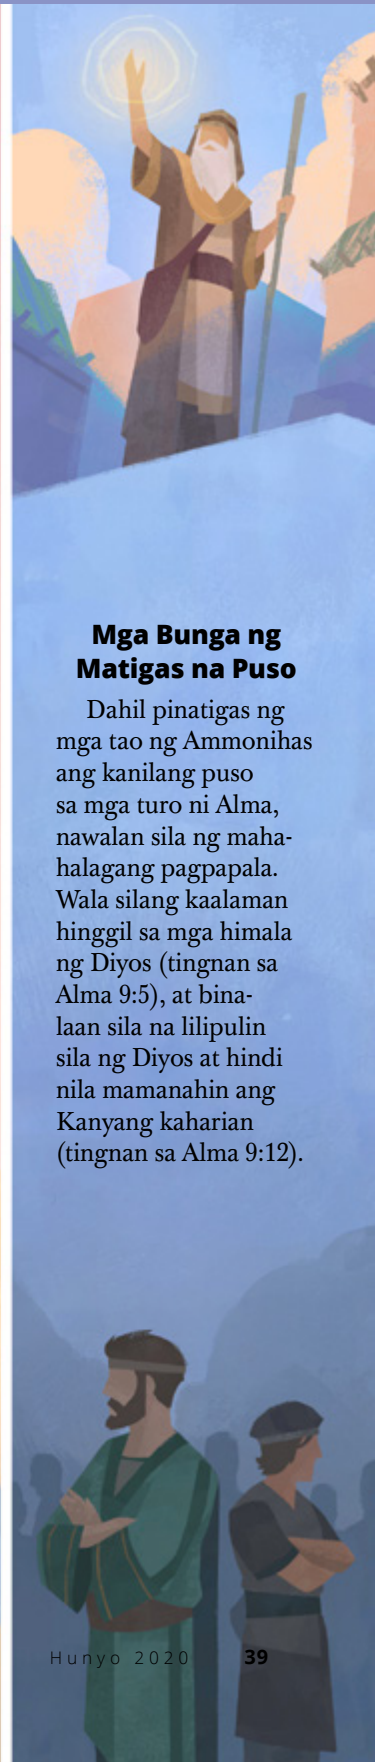 Mga Bunga ng
Matigas na Puso
Dahil pinatigas ng
mga tao ng Ammonihas
ang kanilang puso
sa mga turo ni Alma,
nawalan sila ng maha-
halagang pagpapala.
Wala silang kaalaman
hinggil sa mga himala
ng Diyos (tingnan sa
Alma 9:5), at bina-
laan sila na lilipulin
sila ng Diyos at hindi
nila mamanahin ang
Kanyang kaharian
(tingnan sa Alma 9:12).
Hunyo 2020 39